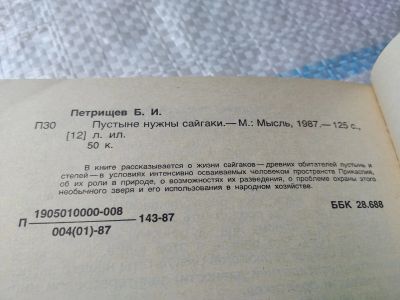 Петрищев Б. И.
П30 Пустыне нужны сайгаки.—М.: Мысль, 1987.—125 с.,
[12] л. ил.
50 к.
В книге рассказывается о жизни сайгаков—древних обитателей пустынь и
степей—в условиях интенсивно осваиваемых человеком пространств Прикаспия,
об их роли в природе, о возможностях их разведения, о проблеме охраны этого
необычного зверя и его использования в народном хозяйстве.
П 1905010000-008 143-87
004(01)-87
ББК 28.688